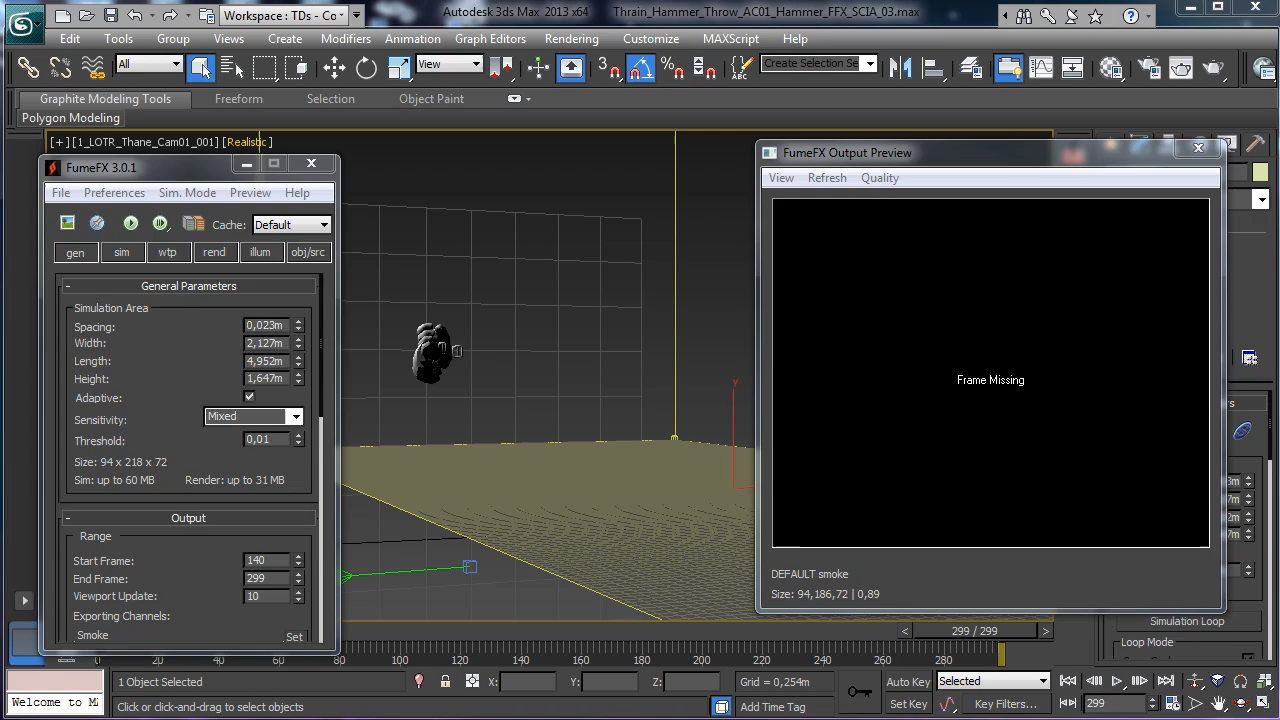 Workspace : TDs - Co
Autodesk 3ds Max 2013 x64
Thrain_Hammer_Throw_AC01_Hammer_FFX_SCIA_03.max
Edit
Tools
Group
Views
Create
Modifiers
Animation
Graph Editors
Rendering
Customize
MAXScript
Help
All
View
3
Create Selection Se
ABC
Graphite Modeling Tools
Freeform
Selection
Object Paint
Polygon Modeling
[+] [1_LOTR_Thane_Cam01_001] [Realistic]
FumeFX 3.0.1
File
Preferences
Sim. Mode
Preview
Help
Cache:
Default
gen
sim
wtp
rend
illum
obj/src
- General Parameters
Simulation Area
Spacing: 0,023m
Width: 2,127m
Length: 4,952m
Height: 1,647m
Adaptive:
Sensitivity: Mixed
Threshold: 0,01
Size: 94 x 218 x 72
Sim: up to 60 MB
Render: up to 31 MB
- Output
Range
Start Frame: 140
End Frame: 299
Viewport Update: 10
Exporting Channels:
Smoke
Set
y
FumeFX Output Preview
View
Refresh
Quality
Frame Missing
DEFAULT smoke
Size: 94,186,72 | 0,89
Simulation Loop
Loop Mode
< 299 / 299 >
0 20 40 60 80 100 120 140 160 180 200 220 240 260 280
1 Object Selected
X:
Y:
Z:
Grid = 0,254m
Auto Key
Selected
Welcome to M
Click or click-and-drag to select objects
Add Time Tag
Set Key
Key Filters...
299